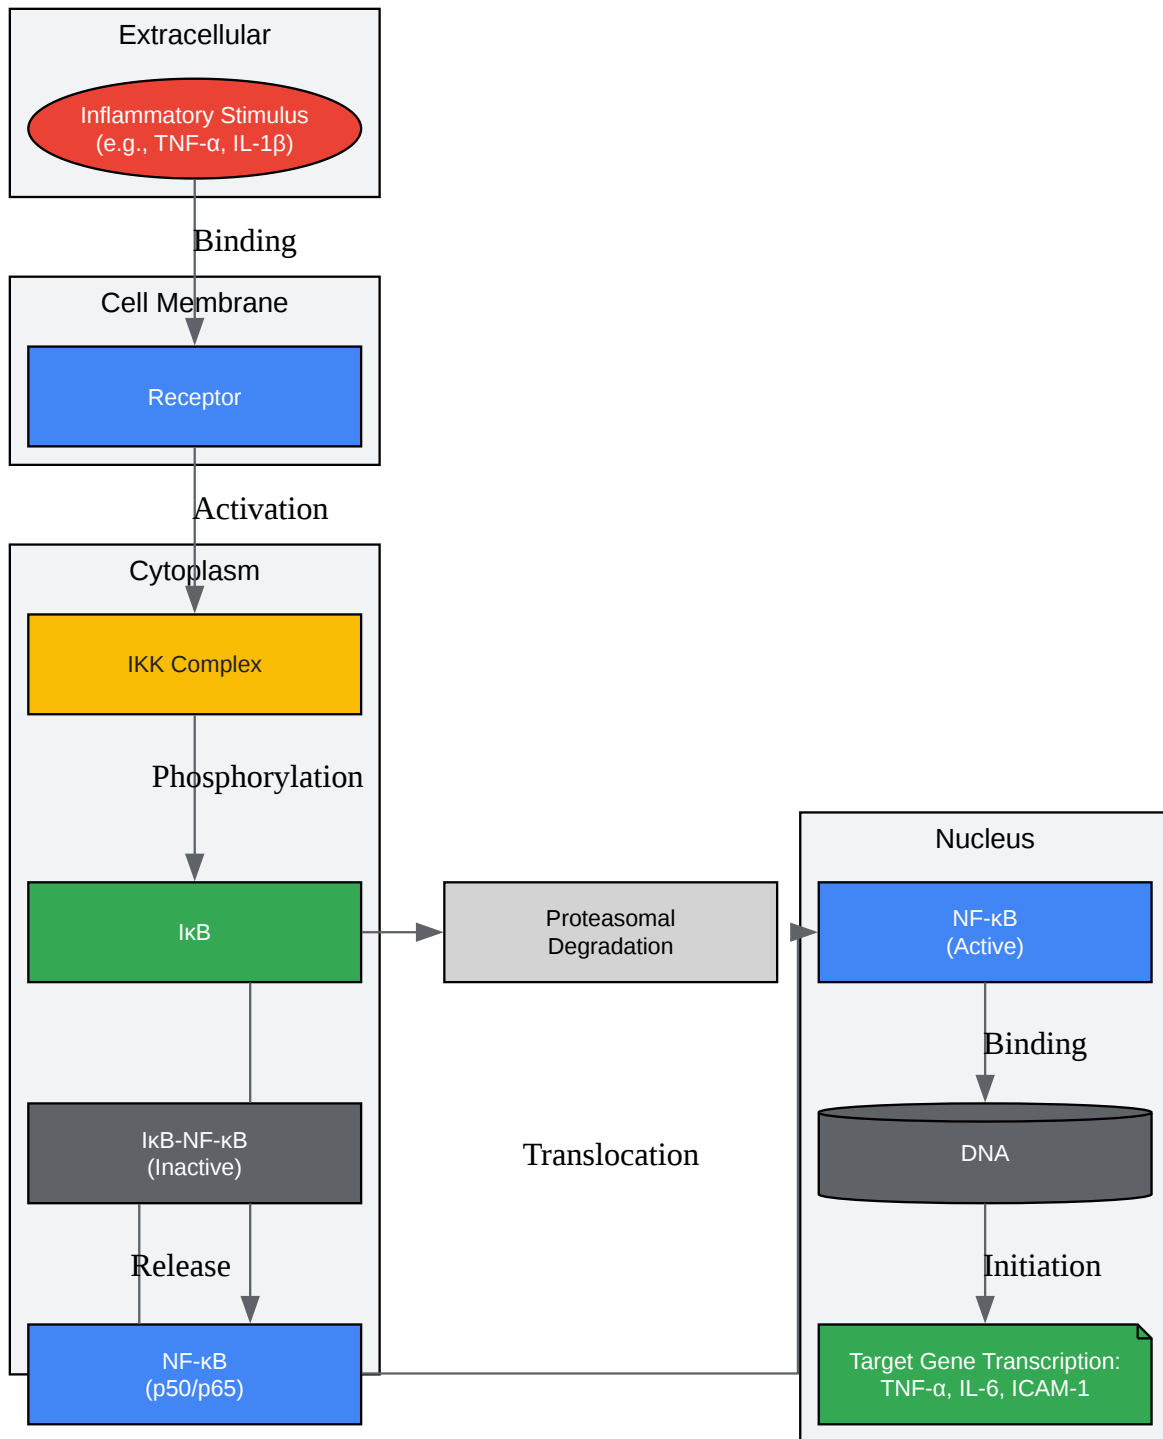 Extracellular
Inflammatory Stimulus
(e.g., TNF-α, IL-1β)
Binding
Cell Membrane
Receptor
Activation
Cytoplasm
IKK Complex
Phosphorylation
IκB
Proteasomal
Degradation
Nucleus
NF-κB
(Active)
Binding
IκB-NF-κB
(Inactive)
Translocation
DNA
Release
Initiation
NF-κB
(p50/p65)
Target Gene Transcription:
TNF-α, IL-6, ICAM-1